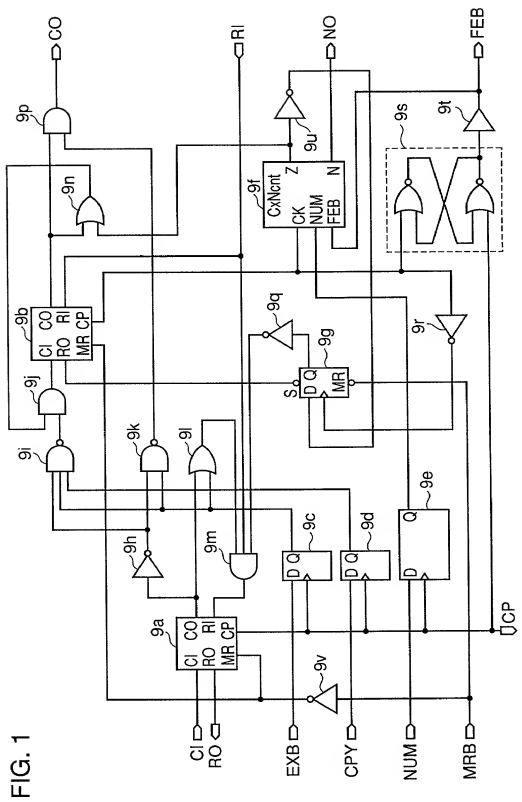 FIG. 1
CO
RI
NO
FEB
9p
9n
9u
9t
9s
9f
CxNcnt
Z
N
CK
NUM
FEB
9b
CI CO
RO RI
MR CP
9r
9q
9g
S
D Q
MR
9j
9i
9k
9l
9m
9h
9c
D Q
9d
D Q
9e
D Q
9a
CI CO
RO RI
MR CP
9v
CP
CI
RO
EXB
CPY
NUM
MRB